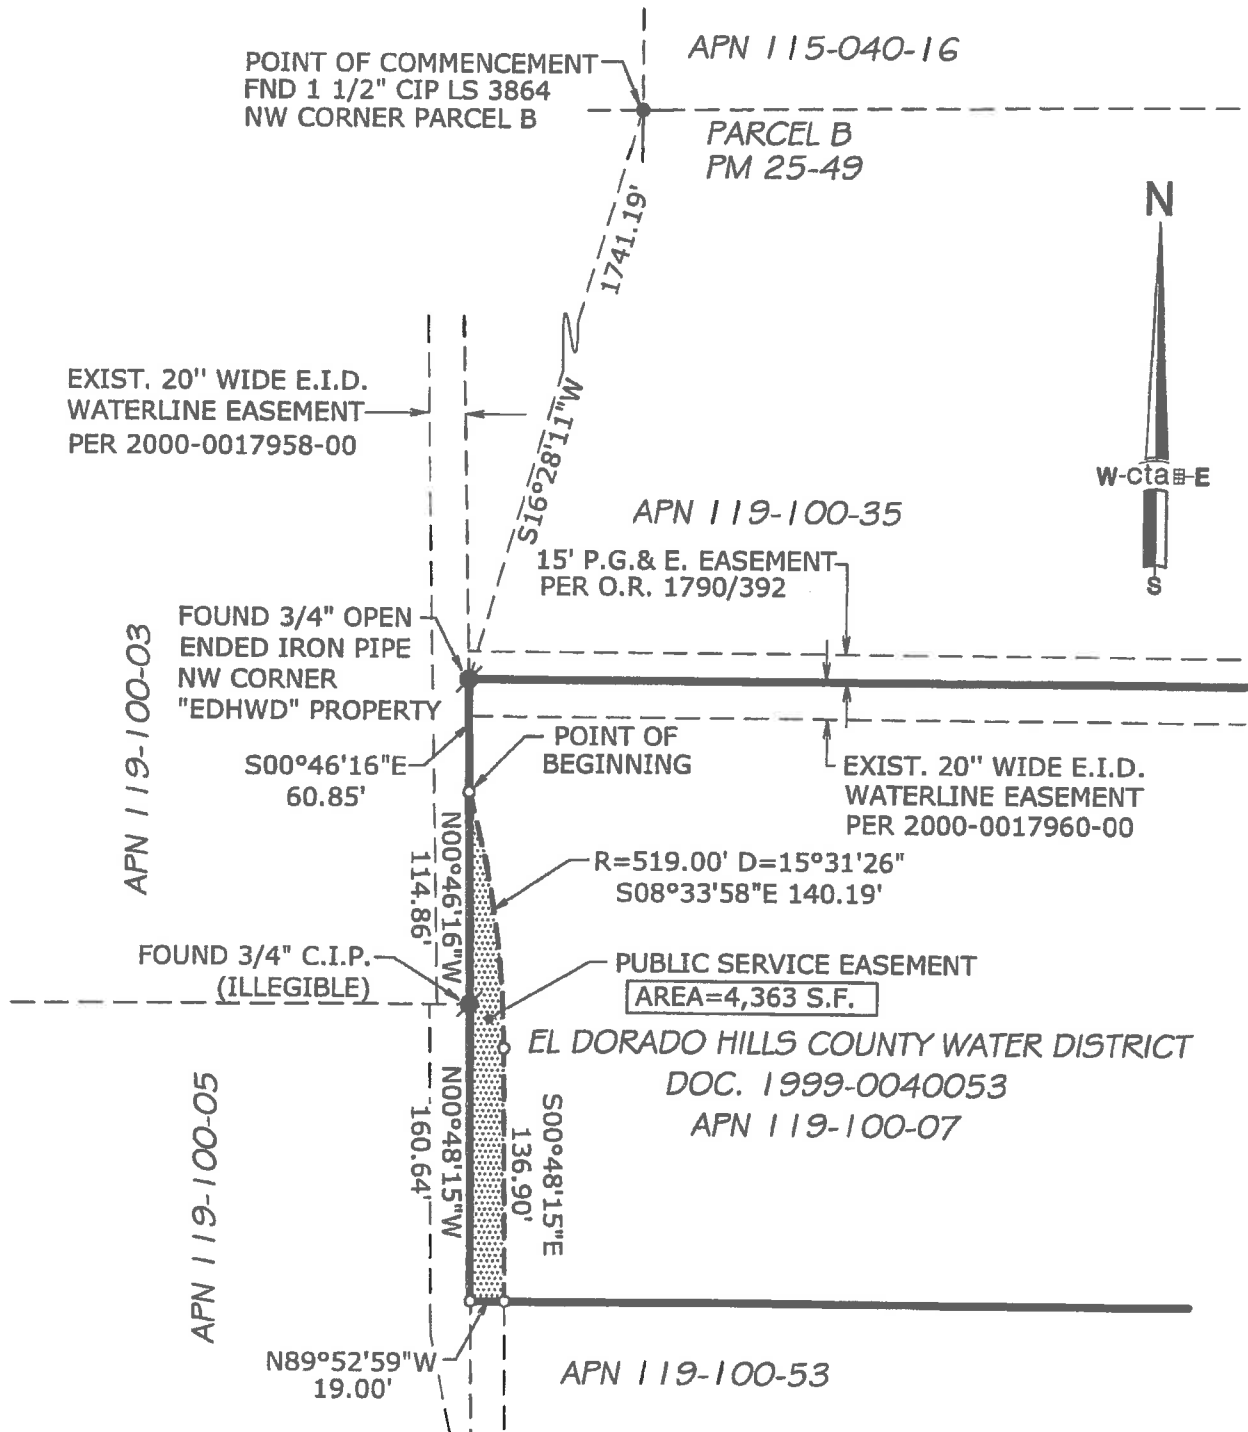 APN 115-040-16
POINT OF COMMENCEMENT
FND 1 1/2" CIP LS 3864
NW CORNER PARCEL B
PARCEL B
PM 25-49
N
1741.19'
EXIST. 20'' WIDE E.I.D.
WATERLINE EASEMENT
PER 2000-0017958-00
S16°28'11"W
W-cta-E
S
APN 119-100-35
15' P.G.& E. EASEMENT
PER O.R. 1790/392
FOUND 3/4" OPEN
ENDED IRON PIPE
NW CORNER
"EDHWD" PROPERTY
APN 119-100-03
S00°46'16"E
60.85'
POINT OF
BEGINNING
EXIST. 20" WIDE E.I.D.
WATERLINE EASEMENT
PER 2000-0017960-00
N00°46'16"W
114.86'
R=519.00' D=15°31'26"
S08°33'58"E 140.19'
FOUND 3/4" C.I.P.
(ILLEGIBLE)
PUBLIC SERVICE EASEMENT
AREA=4,363 S.F.
EL DORADO HILLS COUNTY WATER DISTRICT
DOC. 1999-0040053
APN 119-100-07
APN 119-100-05
N00°48'15"W
160.64'
S00°48'15"E
136.90'
N89°52'59"W
19.00'
APN 119-100-53